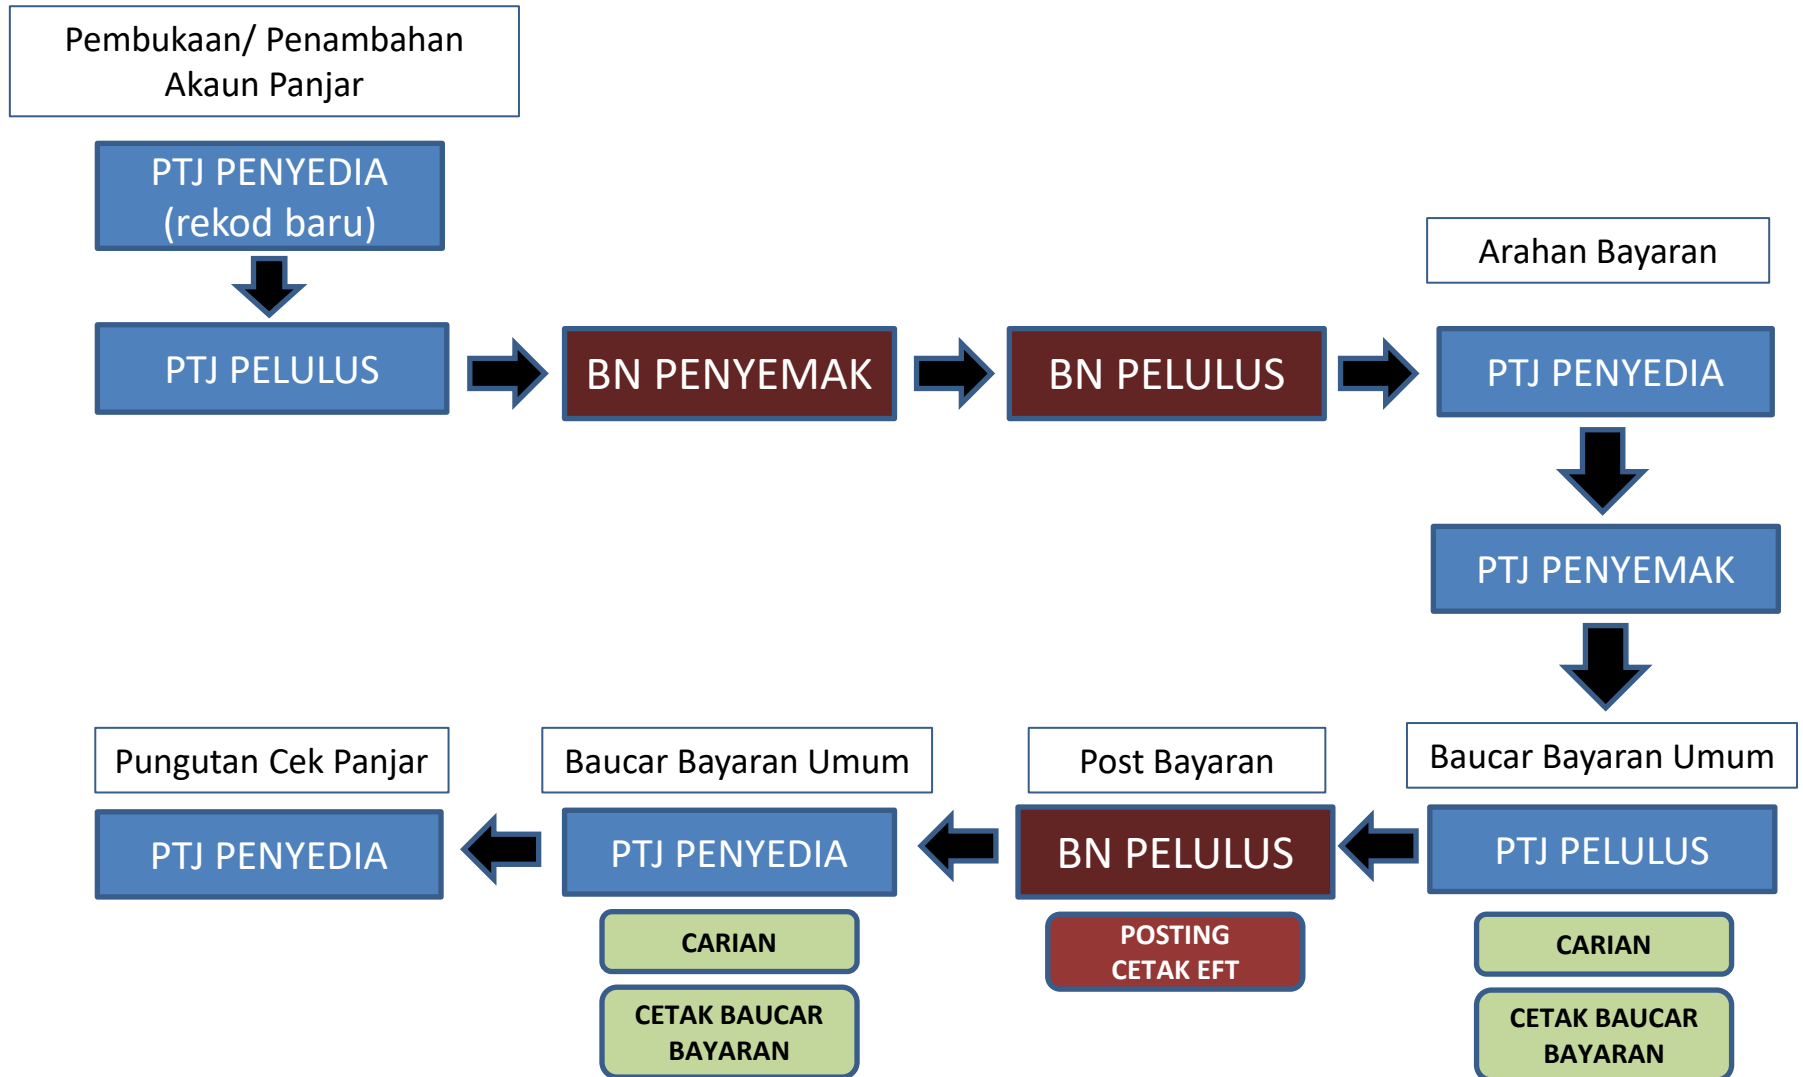 Pembukaan/ Penambahan
Akaun Panjar
PTJ PENYEDIA
(rekod baru)
Arahan Bayaran
PTJ PELULUS
BN PENYEMAK
BN PELULUS
PTJ PENYEDIA
PTJ PENYEMAK
Pungutan Cek Panjar
Baucar Bayaran Umum
Post Bayaran
Baucar Bayaran Umum
PTJ PENYEDIA
PTJ PENYEDIA
BN PELULUS
PTJ PELULUS
CARIAN
CETAK BAUCAR
BAYARAN
POSTING
CETAK EFT
CARIAN
CETAK BAUCAR
BAYARAN